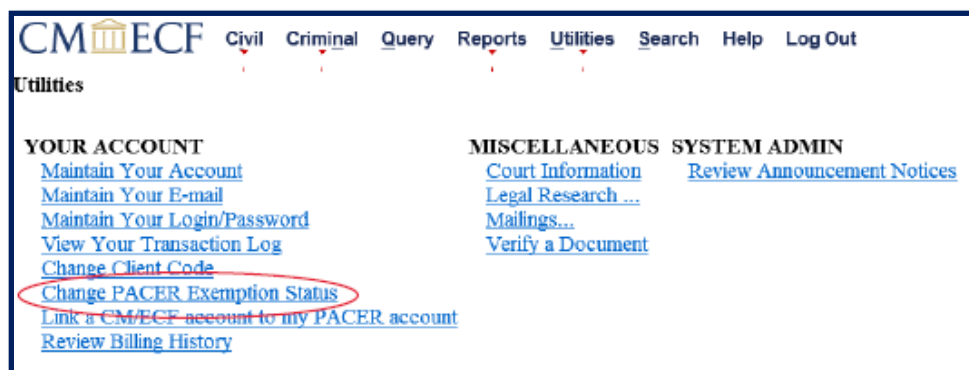 CM ECF Civil Criminal Query Reports Utilities Search Help Log Out
Utilities
YOUR ACCOUNT MISCELLANEOUS SYSTEM ADMIN
Maintain Your Account Court Information Review Announcement Notices
Maintain Your E-mail Legal Research ...
Maintain Your Login/Password Mailings...
View Your Transaction Log Verify a Document
Change Client Code
Change PACER Exemption Status
Link a CM/ECF account to my PACER account
Review Billing History